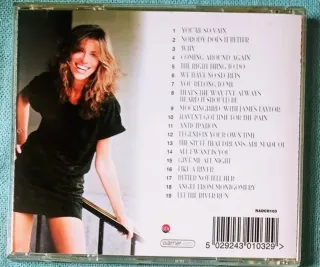 1 YOU'RE SO VAIN
2 NOBODY DOES IT BETTER
3 WHY
4 COMING AROUND AGAIN
5 THE RIGHT THING TO DO
6 WE HAVE NO SECRETS
7 YOU BELONG TO ME
8 THAT'S THE WAY I'VE ALWAYS
HEARD IT SHOULD BE
9 MOCKINGBIRD WITH JAMES TAYLOR
10 HAVEN'T GOT TIME FOR THE PAIN
11 ANTICIPATION
12 LEGEND IN YOUR OWN TIME
13 THE STUFF THAT DREAMS ARE MADE OF
14 ALL I WANT IS YOU
15 GIVE ME ALL NIGHT
16 LIKE A RIVER
17 BETTER NOT TELL HER
18 ANGEL FROM MONTGOMERY
19 LET THE RIVER RUN
RADCD103
5 029243 010329 >